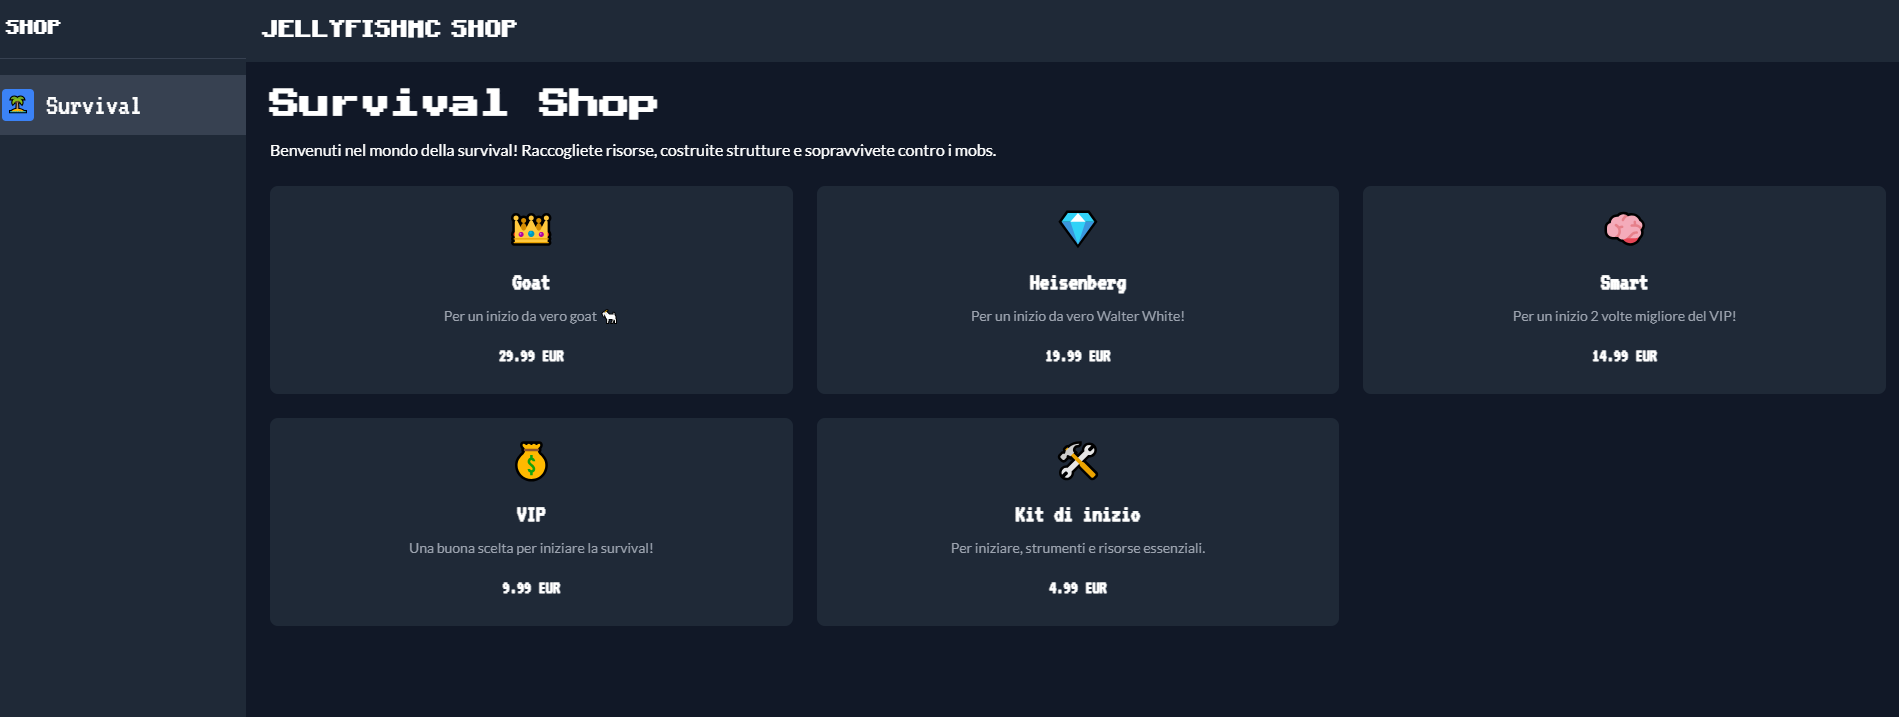 SHOP
JELLYFISHMC SHOP
Survival
Survival Shop
Benvenuti nel mondo della survival! Raccogliete risorse, costruite strutture e sopravvivete contro i mobs.
Goat
Per un inizio da vero goat 🐐
29.99 EUR
Heisenberg
Per un inizio da vero Walter White!
19.99 EUR
Smart
Per un inizio 2 volte migliore del VIP!
14.99 EUR
VIP
Una buona scelta per iniziare la survival!
9.99 EUR
Kit di inizio
Per iniziare, strumenti e risorse essenziali.
4.99 EUR